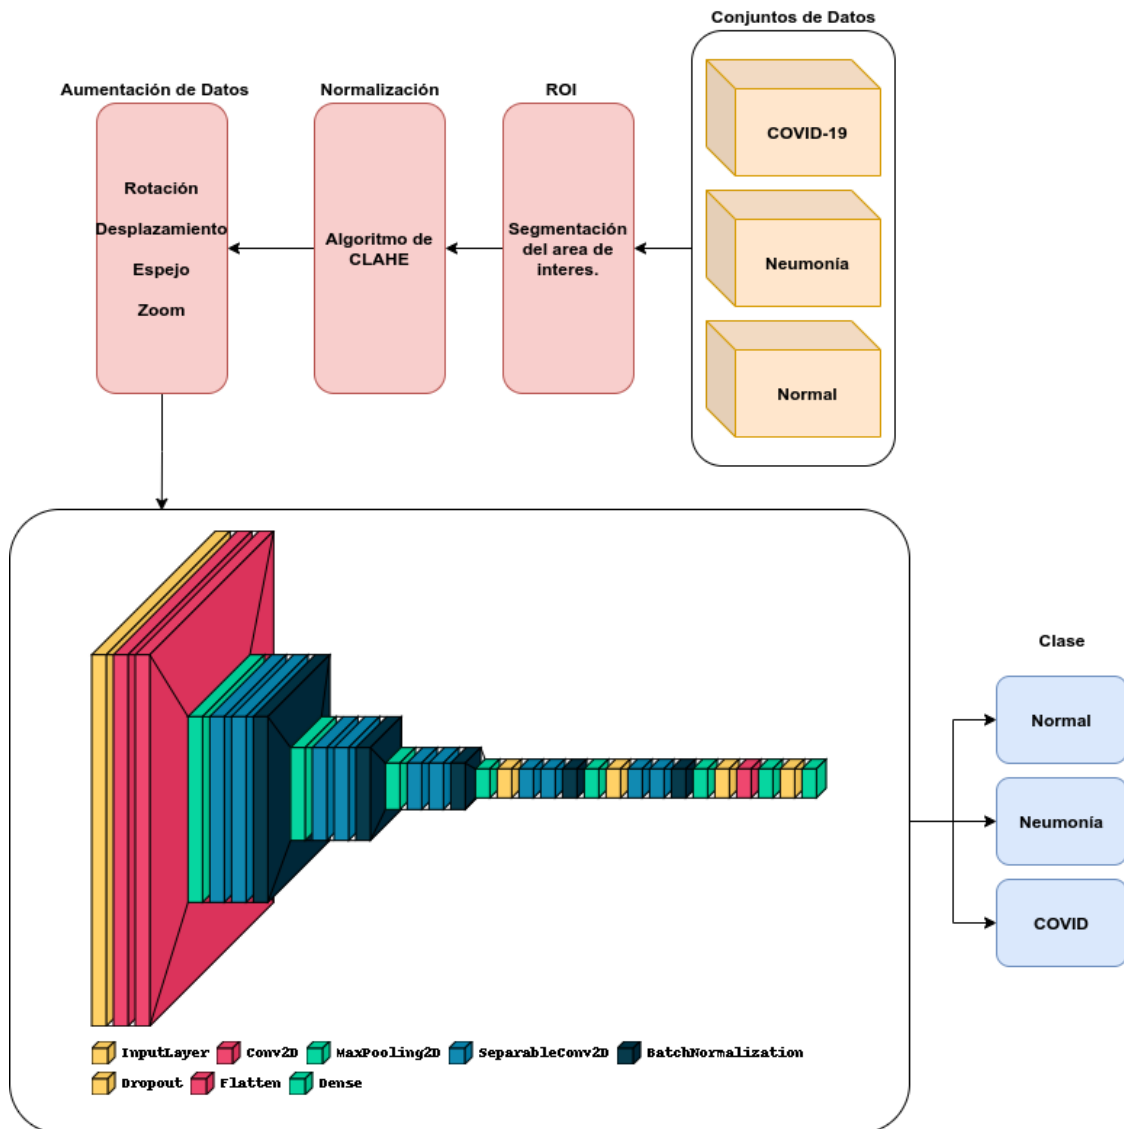 Conjuntos de Datos
COVID-19
Neumonía
Normal
ROI
Segmentación
del area de
interes.
Normalización
Algoritmo de
CLAHE
Aumentación de Datos
Rotación
Desplazamiento
Espejo
Zoom
InputLayer
Conv2D
MaxPooling2D
SeparableConv2D
BatchNormalization
Dropout
Flatten
Dense
Clase
Normal
Neumonía
COVID